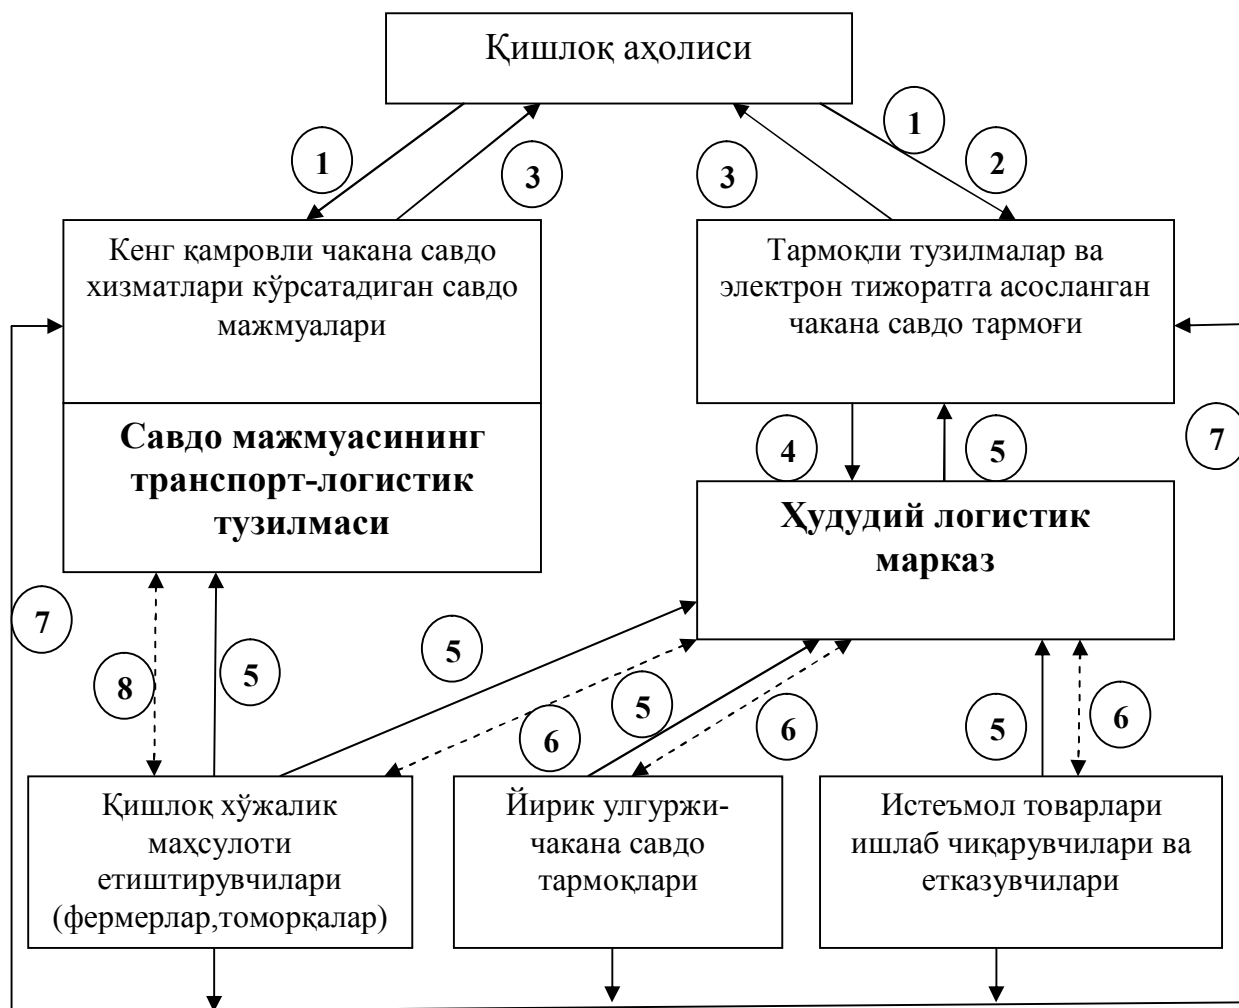 Қишлоқ аҳолиси
1
1
3
3
2
Кенг қамровли чакана савдо
хизматлари кўрсатадиган савдо
мажмуалари
Тармоқли тузилмалар ва
электрон тижоратга асосланган
чакана савдо тармоғи
Савдо мажмуасининг
транспорт-логистик
тузилмаси
4
5
7
Ҳудудий логистик
марказ
7
8
5
5
5
6
6
5
6
Қишлоқ хўжалик
маҳсулоти
етиштирувчилари
(фермерлар,томорқалар)
Йирик улгуржи-
чакана савдо
тармоқлари
Истеъмол товарлари
ишлаб чиқарувчилари ва
етказувчилари